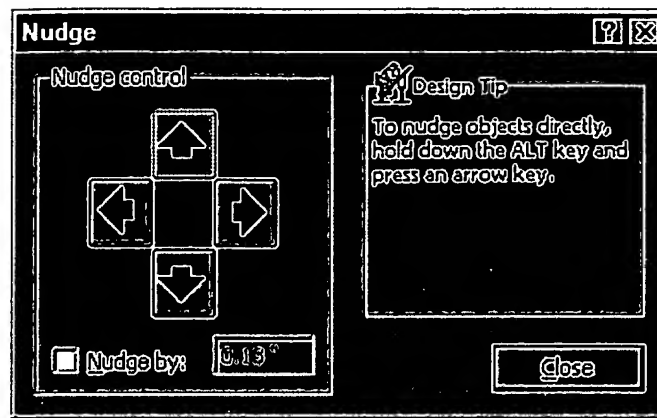 Nudge
Nudge control
Nudge by:
Design Tip
To nudge objects directly,
hold down the ALT key and
press an arrow key.
Close